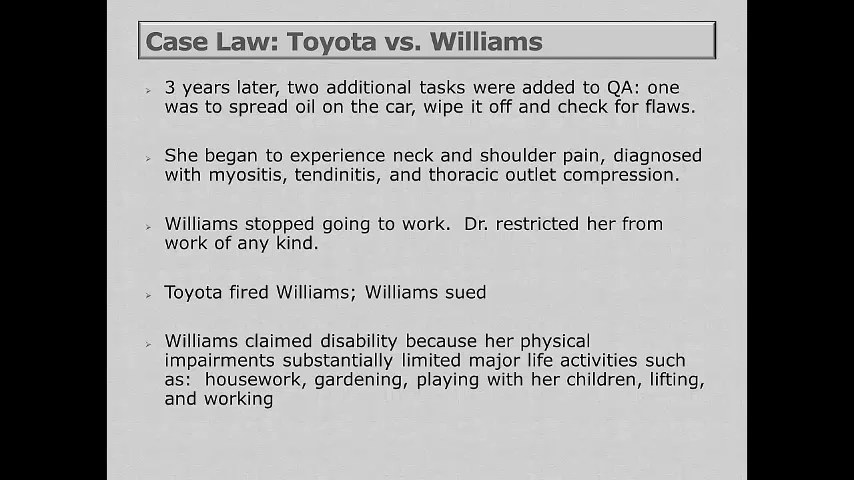 Case Law: Toyota vs. Williams
3 years later, two additional tasks were added to QA: one
was to spread oil on the car, wipe it off and check for flaws.
She began to experience neck and shoulder pain, diagnosed
with myositis, tendinitis, and thoracic outlet compression.
Williams stopped going to work.  Dr. restricted her from
work of any kind.
Toyota fired Williams; Williams sued
Williams claimed disability because her physical
impairments substantially limited major life activities such
as:  housework, gardening, playing with her children, lifting,
and working